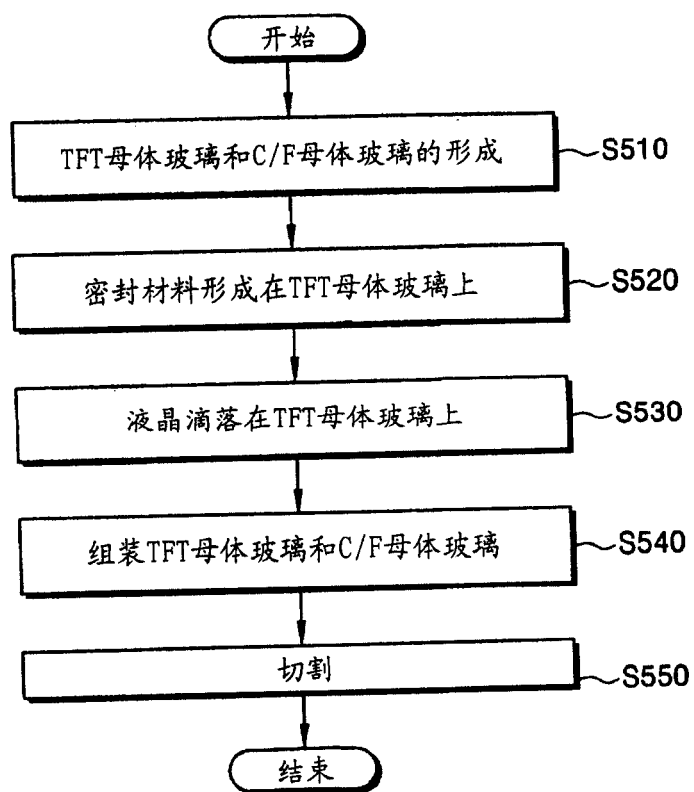 开始
TFT母体玻璃和C/F母体玻璃的形成
S510
密封材料形成在TFT母体玻璃上
S520
液晶滴落在TFT母体玻璃上
S530
组装TFT母体玻璃和C/F母体玻璃
S540
切割
S550
结束